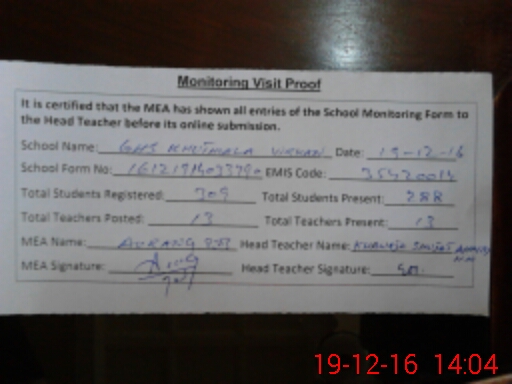 Monitoring Visit Proof
It is certified that the MEA has shown all entries of the School Monitoring Form to
the Head Teacher before its online submission.
School Name: GHS Date: 19-12-16
School Form No: EMIS Code:
Total Students Registered: 309 Total Students Present: 288
Total Teachers Posted: 13 Total Teachers Present: 13
MEA Name: Head Teacher Name:
MEA Signature: Head Teacher Signature:
19-12-16 14:04